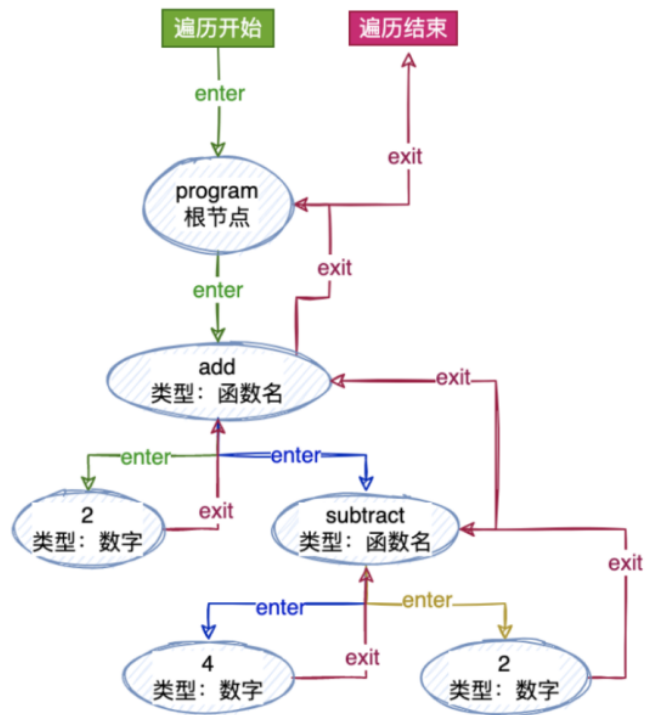 遍历开始
遍历结束
enter
exit
program
根节点
exit
enter
add
类型：函数名
exit
enter
enter
exit
2
类型：数字
subtract
类型：函数名
exit
enter
enter
exit
4
类型：数字
2
类型：数字